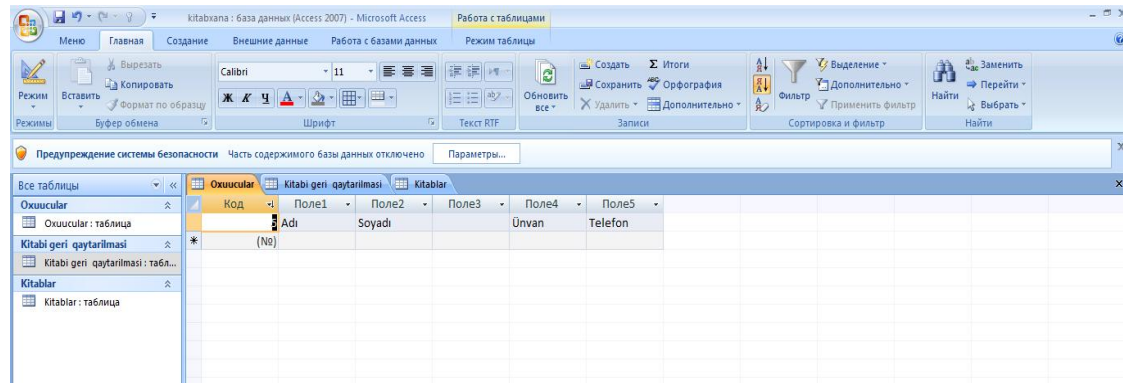 kitabxana : база данных (Access 2007) - Microsoft Access Работа с таблицами
Меню Главная Создание Внешние данные Работа с базами данных Режим таблицы
Режим
Режимы
Вставить
Вырезать
Копировать
Формат по образцу
Буфер обмена
Calibri 11
Ж К Ч А
Шрифт
Текст RTF
Обновить
все
Создать Σ Итоги
Сохранить Орфография
Удалить Дополнительно
Записи
Фильтр
Выделение
Дополнительно
Применить фильтр
Сортировка и фильтр
Найти
Заменить
Перейти
Выбрать
Найти
Предупреждение системы безопасности Часть содержимого базы данных отключено Параметры...
Все таблицы «
Oxuucular
Oxuucular : таблица
Kitabi geri qaytarilmasi
Kitabi geri qaytarilmasi : табл...
Kitablar
Kitablar : таблица
Oxuucular Kitabi geri qaytarilmasi Kitablar
Код Поле1 Поле2 Поле3 Поле4 Поле5
5 Adı Soyadı Ünvan Telefon
* (№)